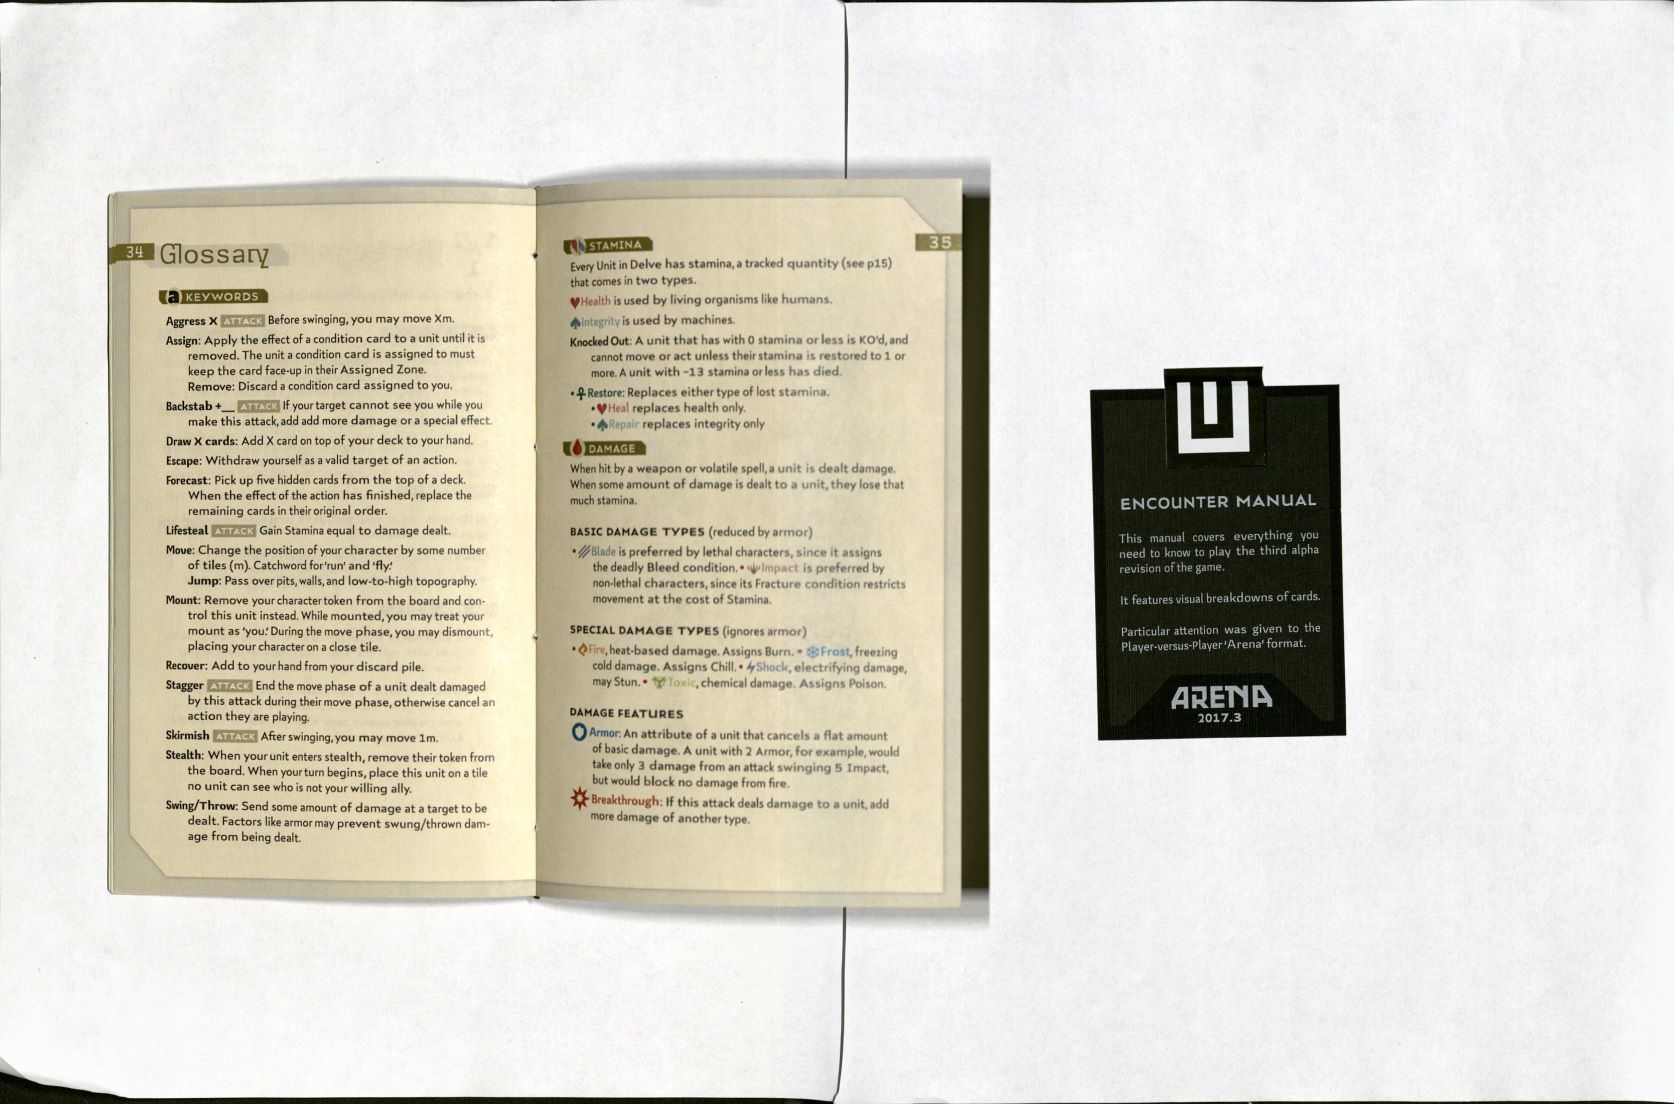 34 Glossary
KEYWORDS
Aggress X ATTACK Before swinging, you may move Xm.
Assign: Apply the effect of a condition card to a unit until it is
removed. The unit a condition card is assigned to must
keep the card face-up in their Assigned Zone.
Remove: Discard a condition card assigned to you.
Backstab +__ ATTACK If your target cannot see you while you
make this attack, add add more damage or a special effect.
Draw X cards: Add X card on top of your deck to your hand.
Escape: Withdraw yourself as a valid target of an action.
Forecast: Pick up five hidden cards from the top of a deck.
When the effect of the action has finished, replace the
remaining cards in their original order.
Lifesteal ATTACK Gain Stamina equal to damage dealt.
Move: Change the position of your character by some number
of tiles (m). Catchword for 'run' and 'fly.'
Jump: Pass over pits, walls, and low-to-high topography.
Mount: Remove your character token from the board and con-
trol this unit instead. While mounted, you may treat your
mount as 'you.' During the move phase, you may dismount,
placing your character on a close tile.
Recover: Add to your hand from your discard pile.
Stagger ATTACK End the move phase of a unit dealt damaged
by this attack during their move phase, otherwise cancel an
action they are playing.
Skirmish ATTACK After swinging, you may move 1m.
Stealth: When your unit enters stealth, remove their token from
the board. When your turn begins, place this unit on a tile
no unit can see who is not your willing ally.
Swing/Throw: Send some amount of damage at a target to be
dealt. Factors like armor may prevent swung/thrown dam-
age from being dealt.
35
STAMINA
Every Unit in Delve has stamina, a tracked quantity (see p15)
that comes in two types.
Health is used by living organisms like humans.
Integrity is used by machines.
Knocked Out: A unit that has with 0 stamina or less is KO'd, and
cannot move or act unless their stamina is restored to 1 or
more. A unit with -13 stamina or less has died.
• Restore: Replaces either type of lost stamina.
• Heal replaces health only.
• Repair replaces integrity only
DAMAGE
When hit by a weapon or volatile spell, a unit is dealt damage.
When some amount of damage is dealt to a unit, they lose that
much stamina.
BASIC DAMAGE TYPES (reduced by armor)
• Blade is preferred by lethal characters, since it assigns
the deadly Bleed condition. • Impact is preferred by
non-lethal characters, since its Fracture condition restricts
movement at the cost of Stamina.
SPECIAL DAMAGE TYPES (ignores armor)
• Fire, heat-based damage. Assigns Burn. • Frost, freezing
cold damage. Assigns Chill. • Shock, electrifying damage,
may Stun. • Toxic, chemical damage. Assigns Poison.
DAMAGE FEATURES
Armor: An attribute of a unit that cancels a flat amount
of basic damage. A unit with 2 Armor, for example, would
take only 3 damage from an attack swinging 5 Impact,
but would block no damage from fire.
Breakthrough: If this attack deals damage to a unit, add
more damage of another type.
ENCOUNTER MANUAL
This manual covers everything you
need to know to play the third alpha
revision of the game.
It features visual breakdowns of cards.
Particular attention was given to the
Player-versus-Player 'Arena' format.
ARENA
2017.3